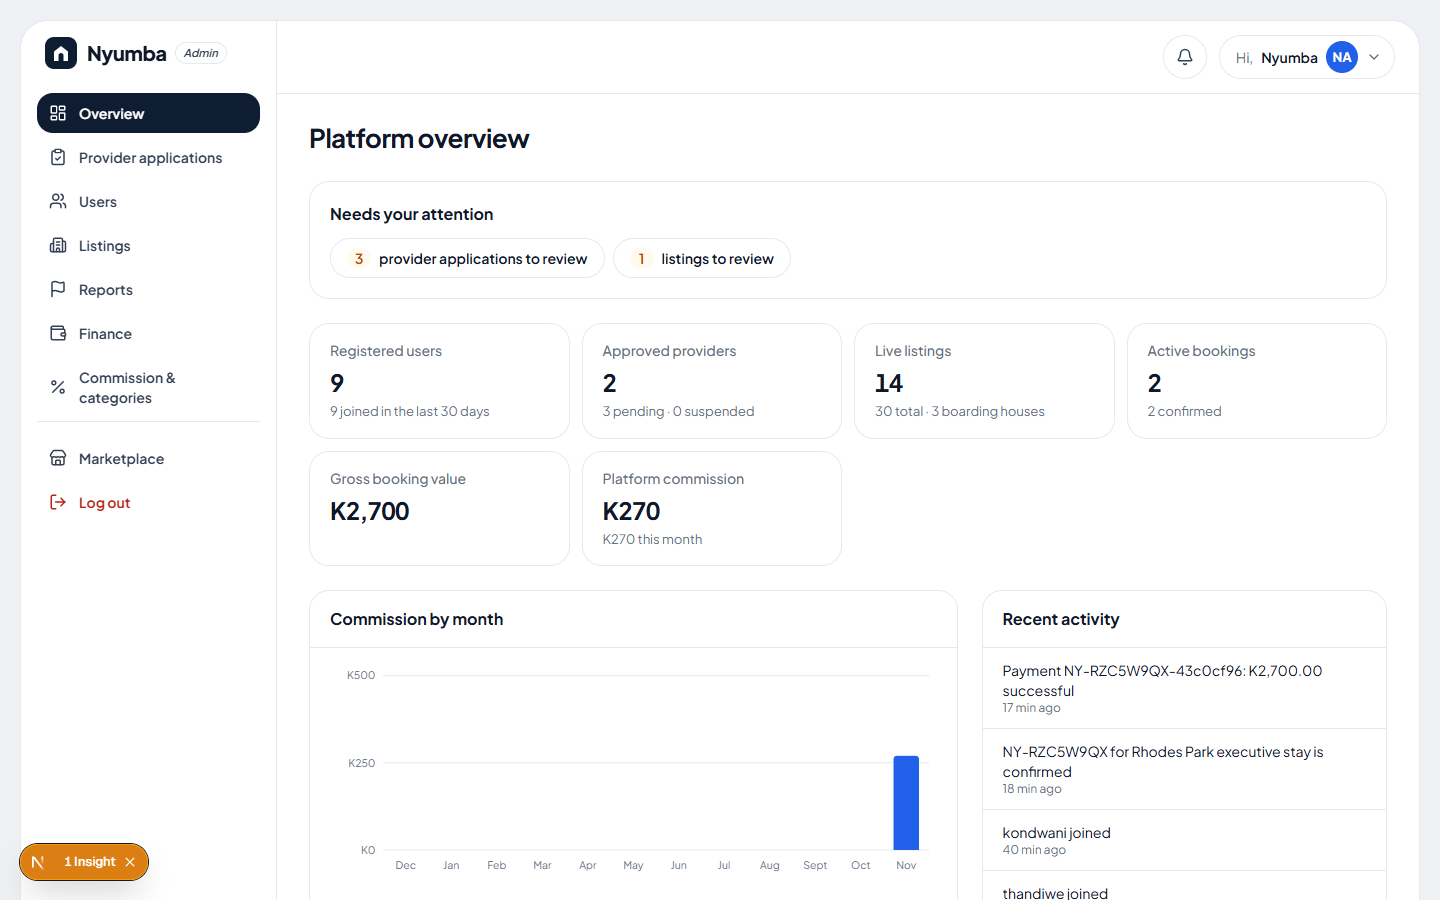 Nyumba Admin
Hi, Nyumba NA
Overview
Provider applications
Users
Listings
Reports
Finance
Commission &
categories
Marketplace
Log out
Platform overview
Needs your attention
3 provider applications to review
1 listings to review
Registered users
9
9 joined in the last 30 days
Approved providers
2
3 pending · 0 suspended
Live listings
14
30 total · 3 boarding houses
Active bookings
2
2 confirmed
Gross booking value
K2,700
Platform commission
K270
K270 this month
Commission by month
K500
K250
K0
Dec Jan Feb Mar Apr May Jun Jul Aug Sept Oct Nov
Recent activity
Payment NY-RZC5W9QX-43c0cf96: K2,700.00
successful
17 min ago
NY-RZC5W9QX for Rhodes Park executive stay is
confirmed
18 min ago
kondwani joined
40 min ago
thandiwe joined
N 1 Insight